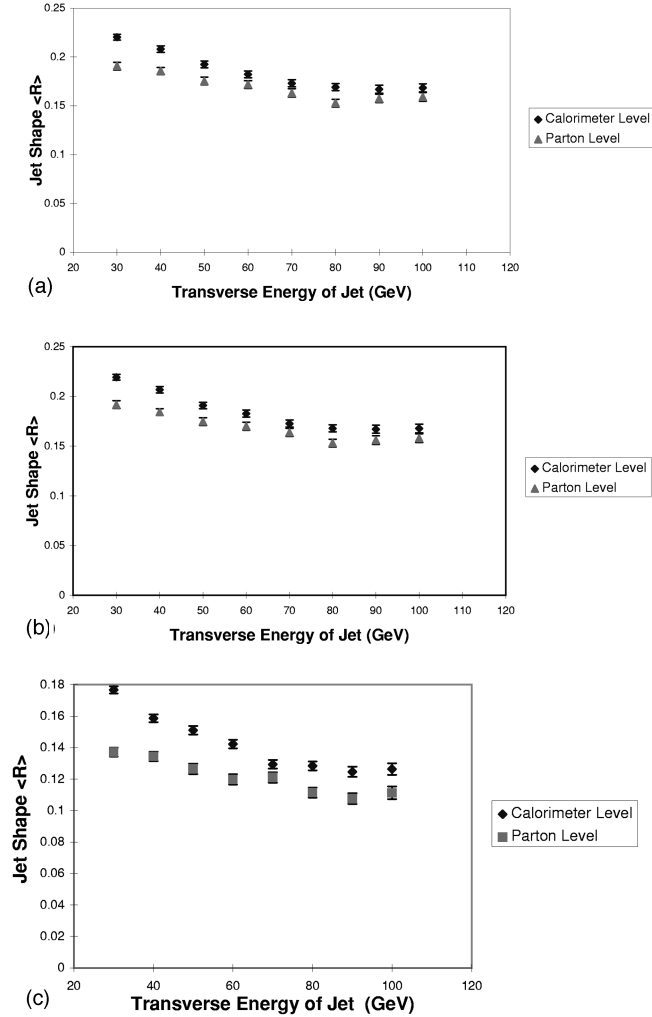 0.25
0.2
0.15
0.1
0.05
0
20 30 40 50 60 70 80 90 100 110 120
Jet Shape <R>
Transverse Energy of Jet (GeV)
Calorimeter Level
Parton Level
(a)
0.25
0.2
0.15
0.1
0.05
0
20 30 40 50 60 70 80 90 100 110 120
Jet Shape <R>
Transverse Energy of Jet (GeV)
Calorimeter Level
Parton Level
(b)
0.18
0.16
0.14
0.12
0.1
0.08
0.06
0.04
0.02
0
20 40 60 80 100 120
Jet Shape <R>
Transverse Energy of Jet (GeV)
Calorimeter Level
Parton Level
(c)